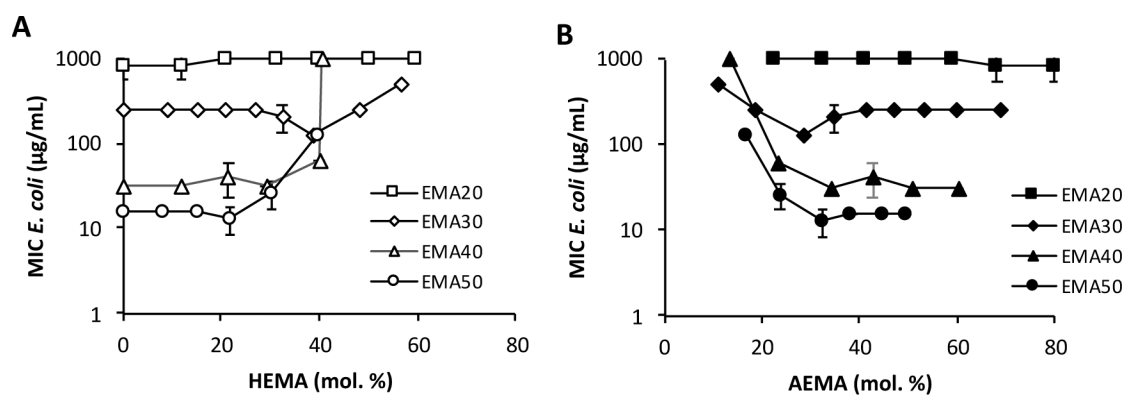 A
MIC E. coli (µg/mL)
1000
100
10
1
0 20 40 60 80
HEMA (mol. %)
EMA20
EMA30
EMA40
EMA50
B
MIC E. coli (µg/mL)
1000
100
10
1
0 20 40 60 80
AEMA (mol. %)
EMA20
EMA30
EMA40
EMA50